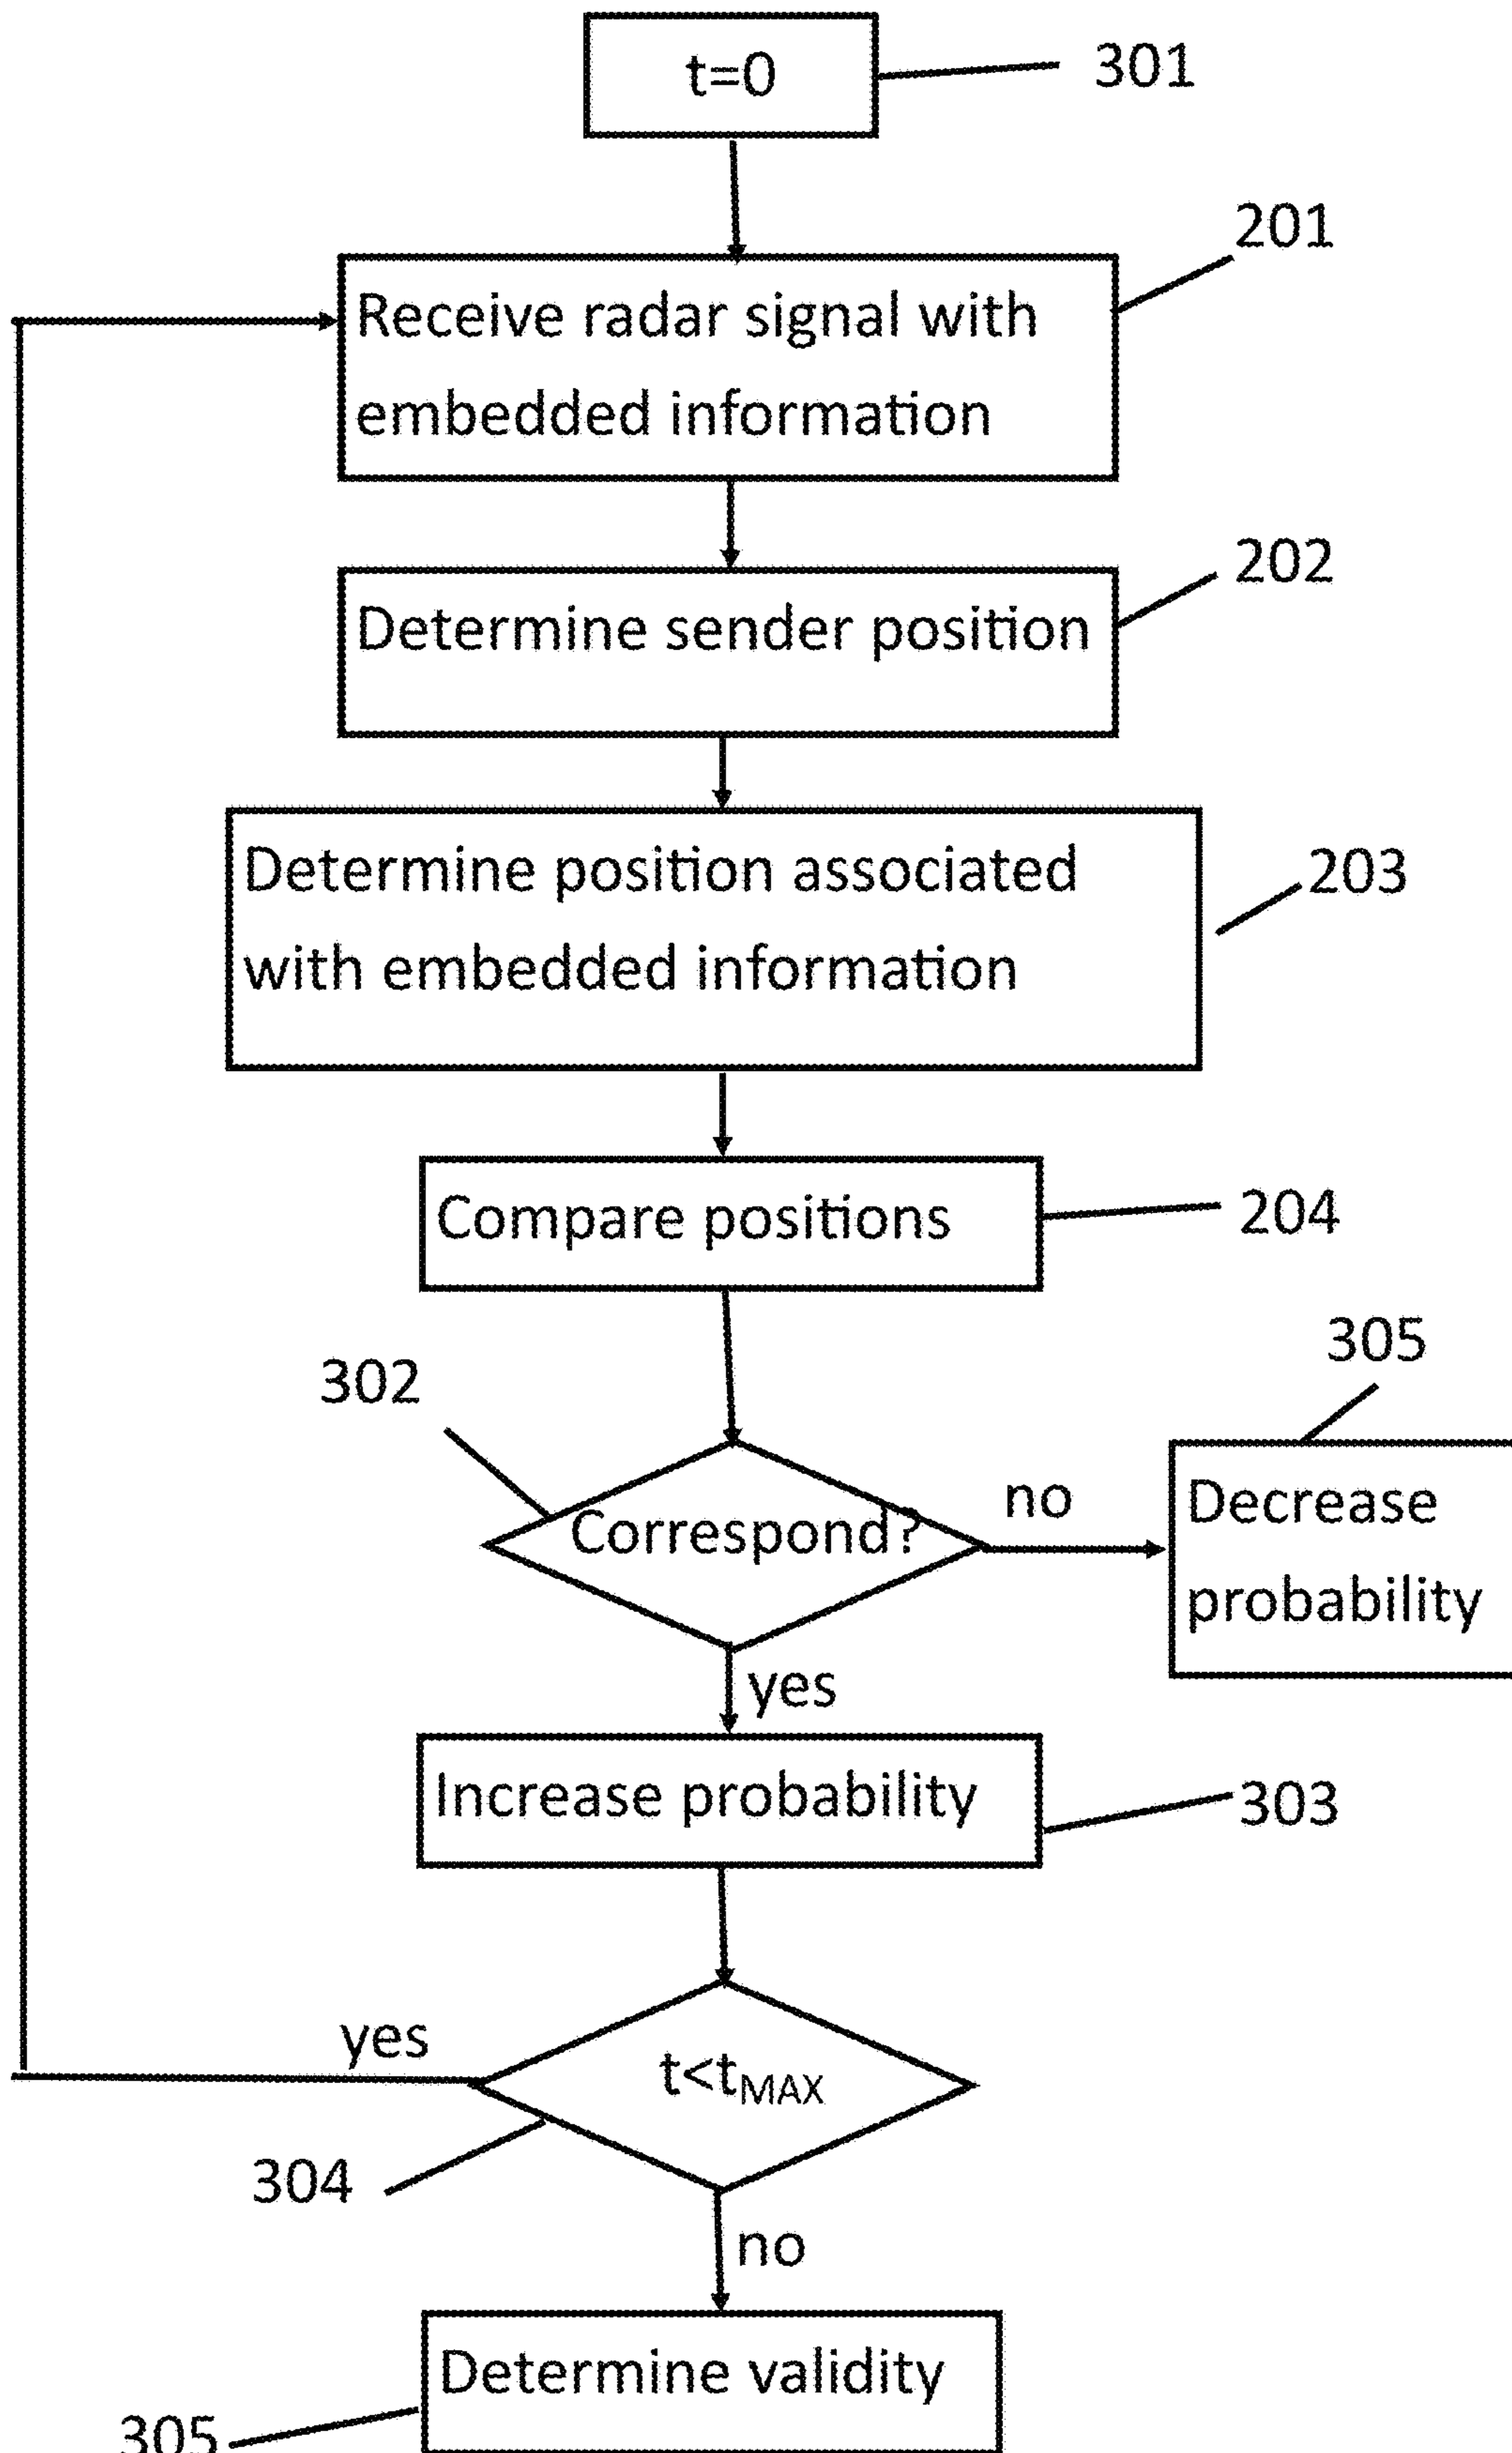 t=0
301
201
Receive radar signal with
embedded information
202
Determine sender position
203
Determine position associated
with embedded information
Compare positions
204
302
305
Correspond?
no
Decrease
probability
yes
Increase probability
303
yes
t<tMAX
304
no
Determine validity
305